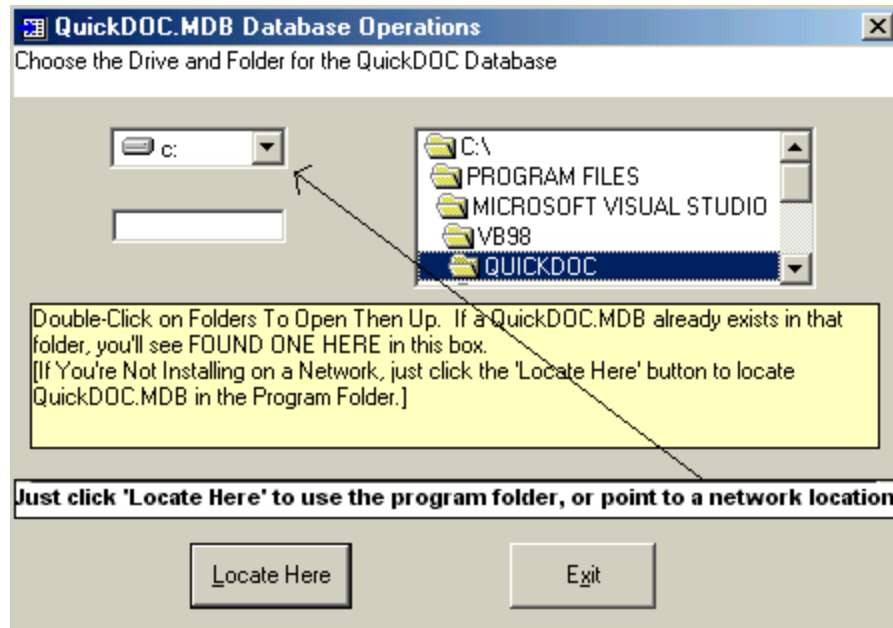 QuickDOC.MDB Database Operations
Choose the Drive and Folder for the QuickDOC Database
c:
C:\
PROGRAM FILES
MICROSOFT VISUAL STUDIO
VB98
QUICKDOC
Double-Click on Folders To Open Then Up.  If a QuickDOC.MDB already exists in that
folder, you'll see FOUND ONE HERE in this box.
[If You're Not Installing on a Network, just click the 'Locate Here' button to locate
QuickDOC.MDB in the Program Folder.]
Just click 'Locate Here' to use the program folder, or point to a network location
Locate Here
Exit